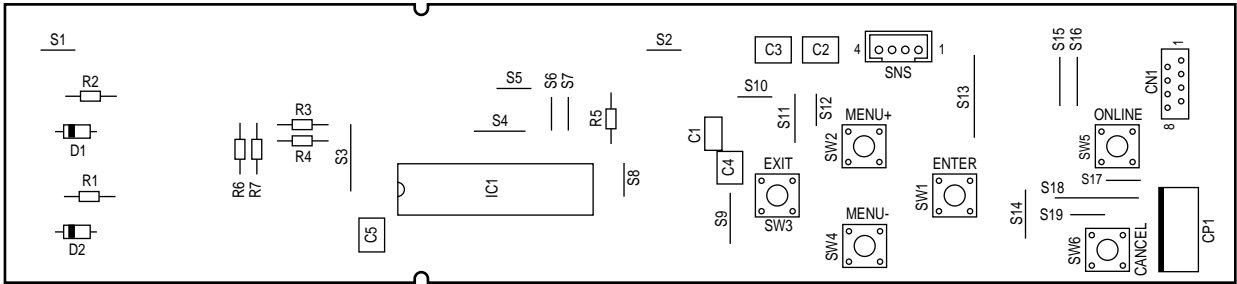 S1
S2
R2
D1
R1
D2
R6
R7
R3
R4
S3
C5
S5
S4
S6
S7
R5
IC1
S8
C3
C2
4
1
SNS
S10
S11
S12
S13
C1
C4
S9
MENU+
SW2
EXIT
SW3
ENTER
SW1
MENU-
SW4
S15
S16
CN1
1
8
ONLINE
SW5
S17
S18
S19
S14
SW6
CANCEL
CP1